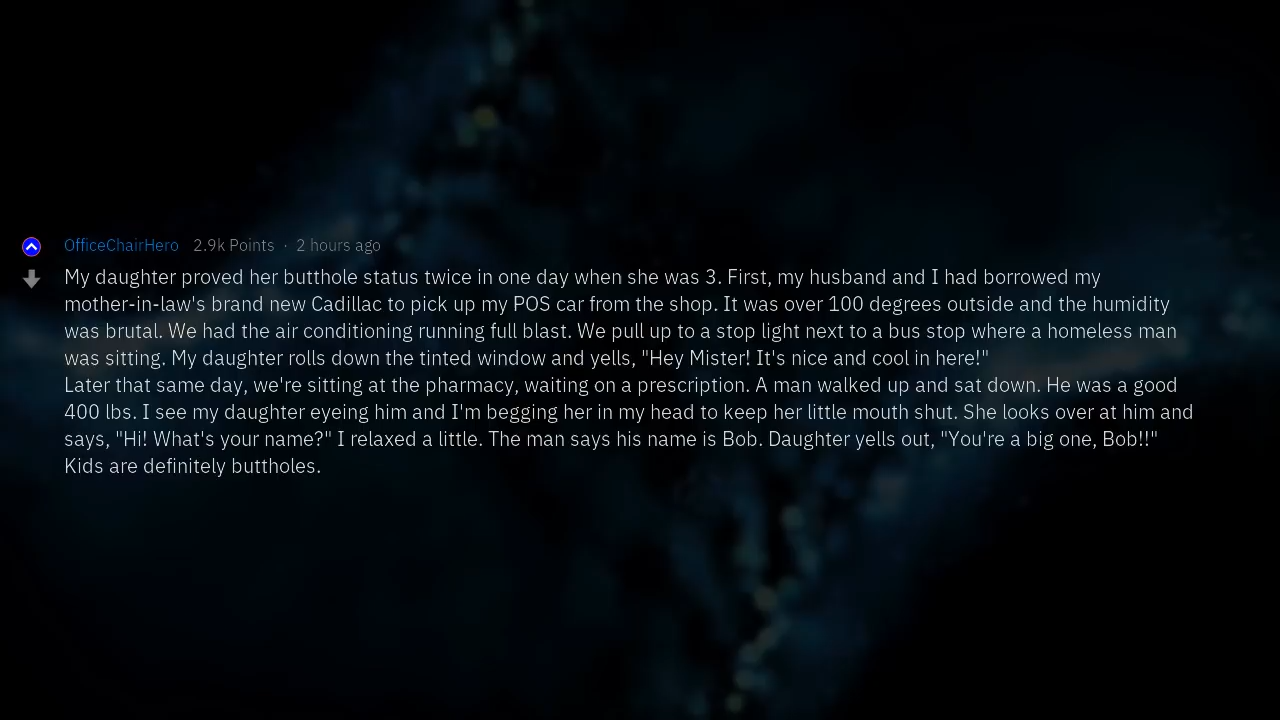 OfficeChairHero 2.9k Points · 2 hours ago
My daughter proved her butthole status twice in one day when she was 3. First, my husband and I had borrowed my
mother-in-law's brand new Cadillac to pick up my POS car from the shop. It was over 100 degrees outside and the humidity
was brutal. We had the air conditioning running full blast. We pull up to a stop light next to a bus stop where a homeless man
was sitting. My daughter rolls down the tinted window and yells, "Hey Mister! It's nice and cool in here!"
Later that same day, we're sitting at the pharmacy, waiting on a prescription. A man walked up and sat down. He was a good
400 lbs. I see my daughter eyeing him and I'm begging her in my head to keep her little mouth shut. She looks over at him and
says, "Hi! What's your name?" I relaxed a little. The man says his name is Bob. Daughter yells out, "You're a big one, Bob!!"
Kids are definitely buttholes.